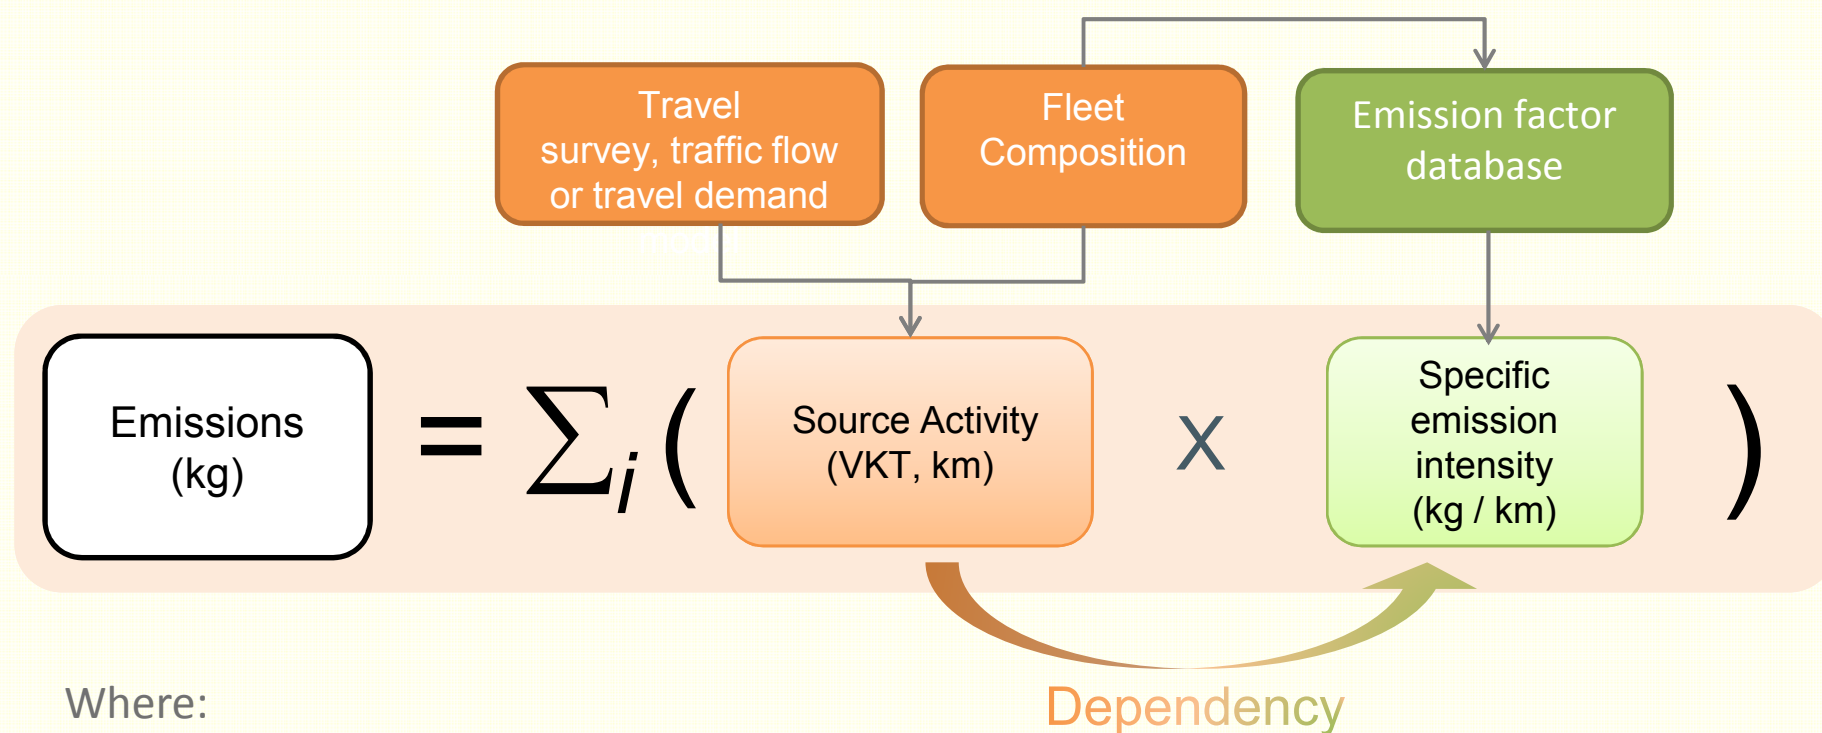 Travel
survey, traffic flow
or travel demand
Fleet
Composition
Emission factor
database
Emissions
(kg)
= ∑i (
Source Activity
(VKT, km)
X
Specific
emission
intensity
(kg / km)
)
Where:
Dependency